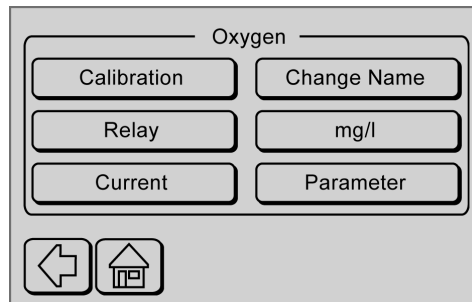 Oxygen
Calibration
Change Name
Relay
mg/l
Current
Parameter